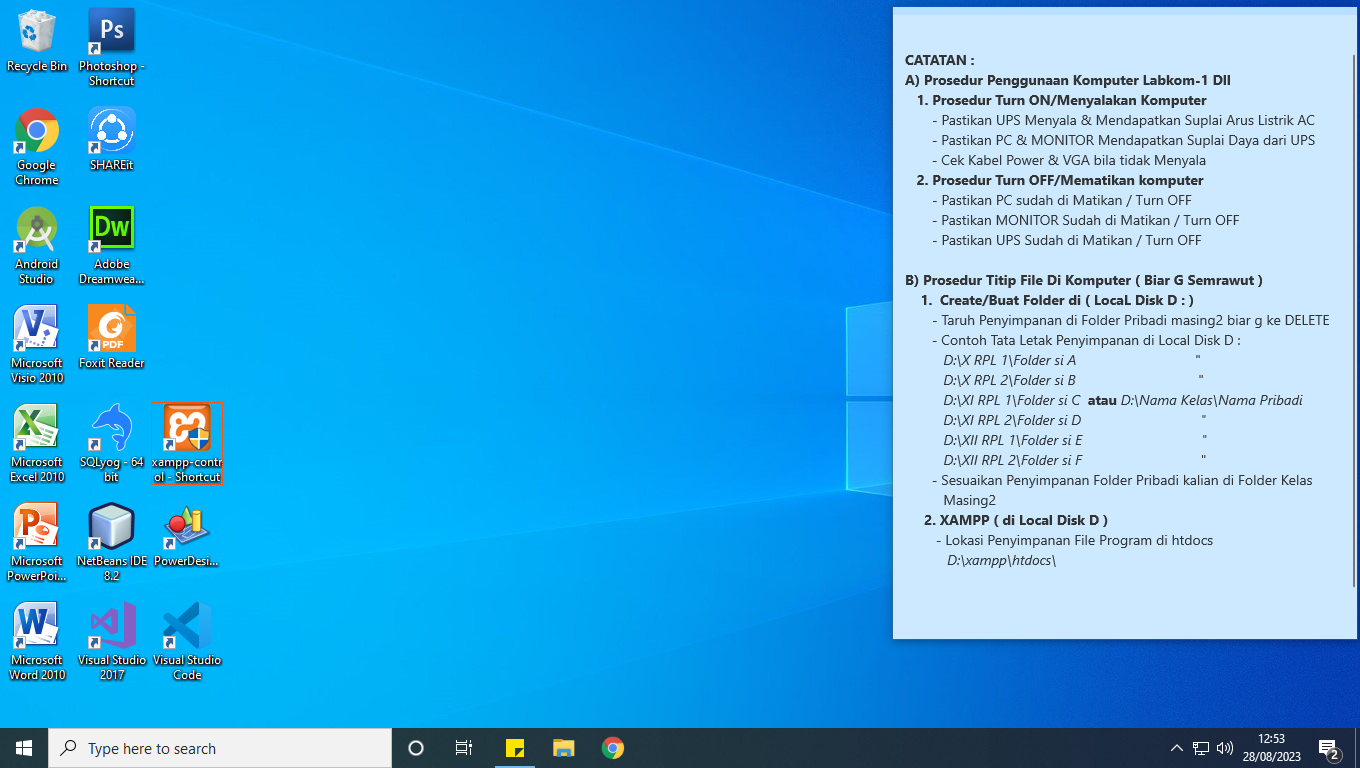 Recycle Bin
Ps
Photoshop -
Shortcut
Google
Chrome
SHAREit
Android
Studio
Dw
Adobe
Dreamwea...
Microsoft
Visio 2010
PDF
Foxit Reader
Microsoft
Excel 2010
SQLyog - 64
bit
xampp-contr
ol - Shortcut
Microsoft
PowerPoi...
NetBeans IDE
8.2
PowerDesi...
Microsoft
Word 2010
Visual Studio
2017
Visual Studio
Code
CATATAN :
A) Prosedur Penggunaan Komputer Labkom-1 Dll
1. Prosedur Turn ON/Menyalakan Komputer
- Pastikan UPS Menyala & Mendapatkan Suplai Arus Listrik AC
- Pastikan PC & MONITOR Mendapatkan Suplai Daya dari UPS
- Cek Kabel Power & VGA bila tidak Menyala
2. Prosedur Turn OFF/Mematikan komputer
- Pastikan PC sudah di Matikan / Turn OFF
- Pastikan MONITOR Sudah di Matikan / Turn OFF
- Pastikan UPS Sudah di Matikan / Turn OFF
B) Prosedur Titip File Di Komputer ( Biar G Semrawut )
1. Create/Buat Folder di ( LocaL Disk D : )
- Taruh Penyimpanan di Folder Pribadi masing2 biar g ke DELETE
- Contoh Tata Letak Penyimpanan di Local Disk D :
D:\X RPL 1\Folder si A "
D:\X RPL 2\Folder si B "
D:\XI RPL 1\Folder si C atau D:\Nama Kelas\Nama Pribadi
D:\XI RPL 2\Folder si D "
D:\XII RPL 1\Folder si E "
D:\XII RPL 2\Folder si F "
- Sesuaikan Penyimpanan Folder Pribadi kalian di Folder Kelas
Masing2
2. XAMPP ( di Local Disk D )
- Lokasi Penyimpanan File Program di htdocs
D:\xampp\htdocs\
Type here to search
12:53
28/08/2023
2